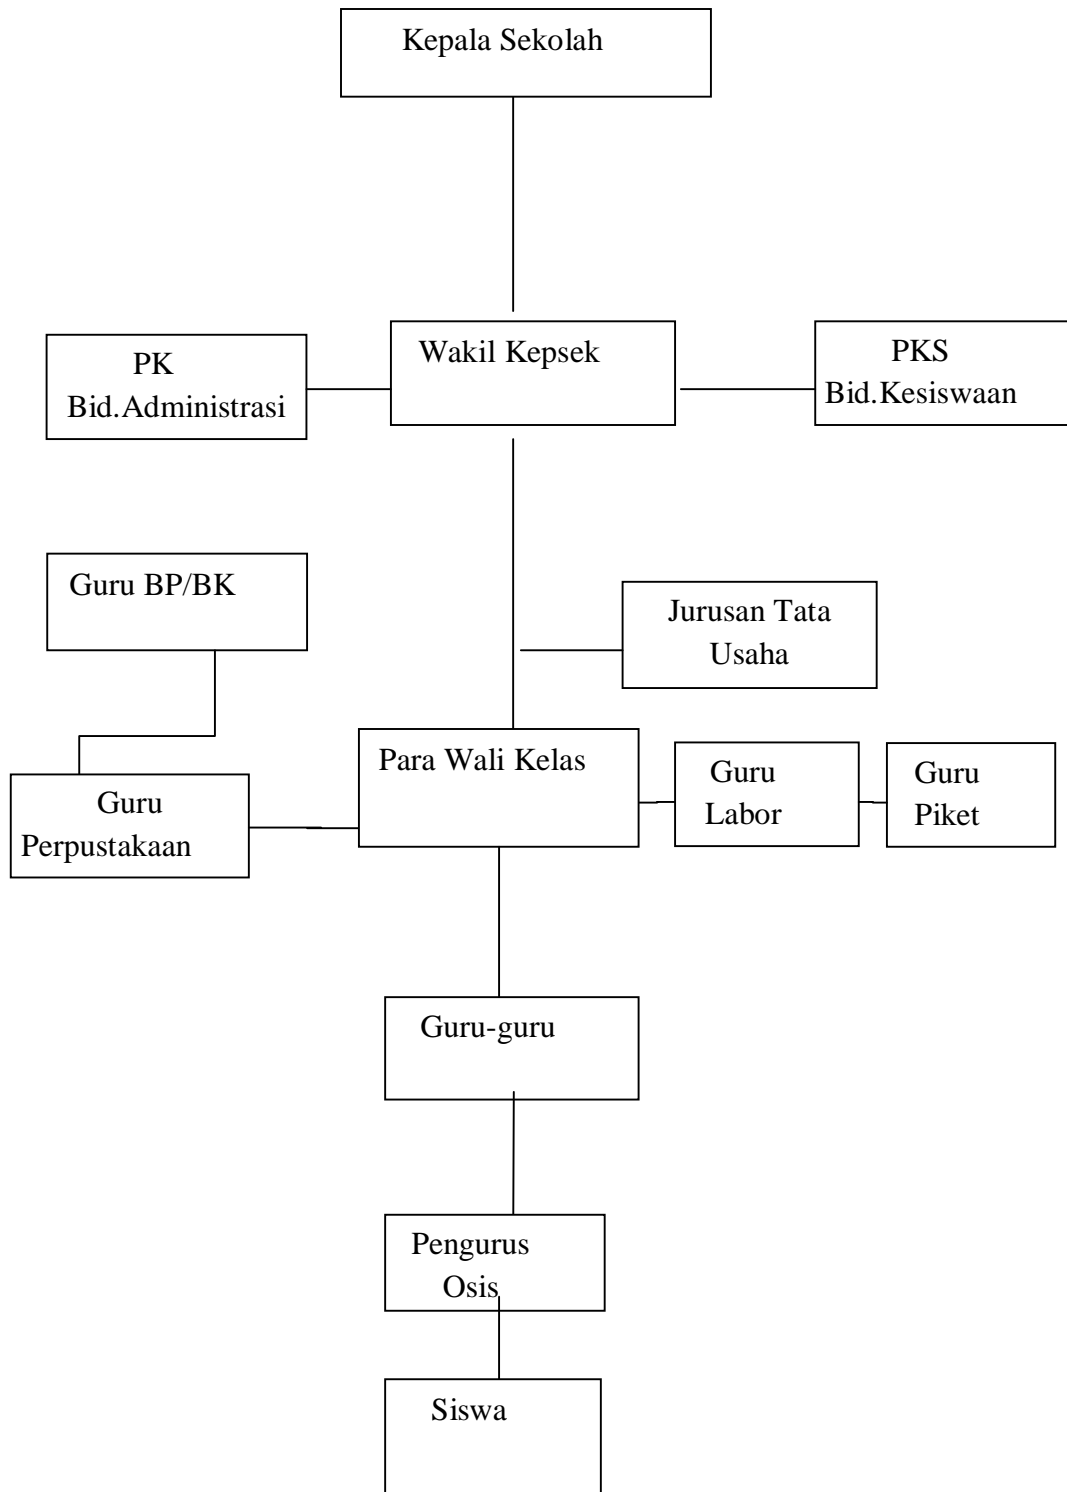 Kepala Sekolah
PK
Bid.Administrasi
Wakil Kepsek
PKS
Bid.Kesiswaan
Guru BP/BK
Jurusan Tata
Usaha
Guru
Perpustakaan
Para Wali Kelas
Guru
Labor
Guru
Piket
Guru-guru
Pengurus
Osis
Siswa